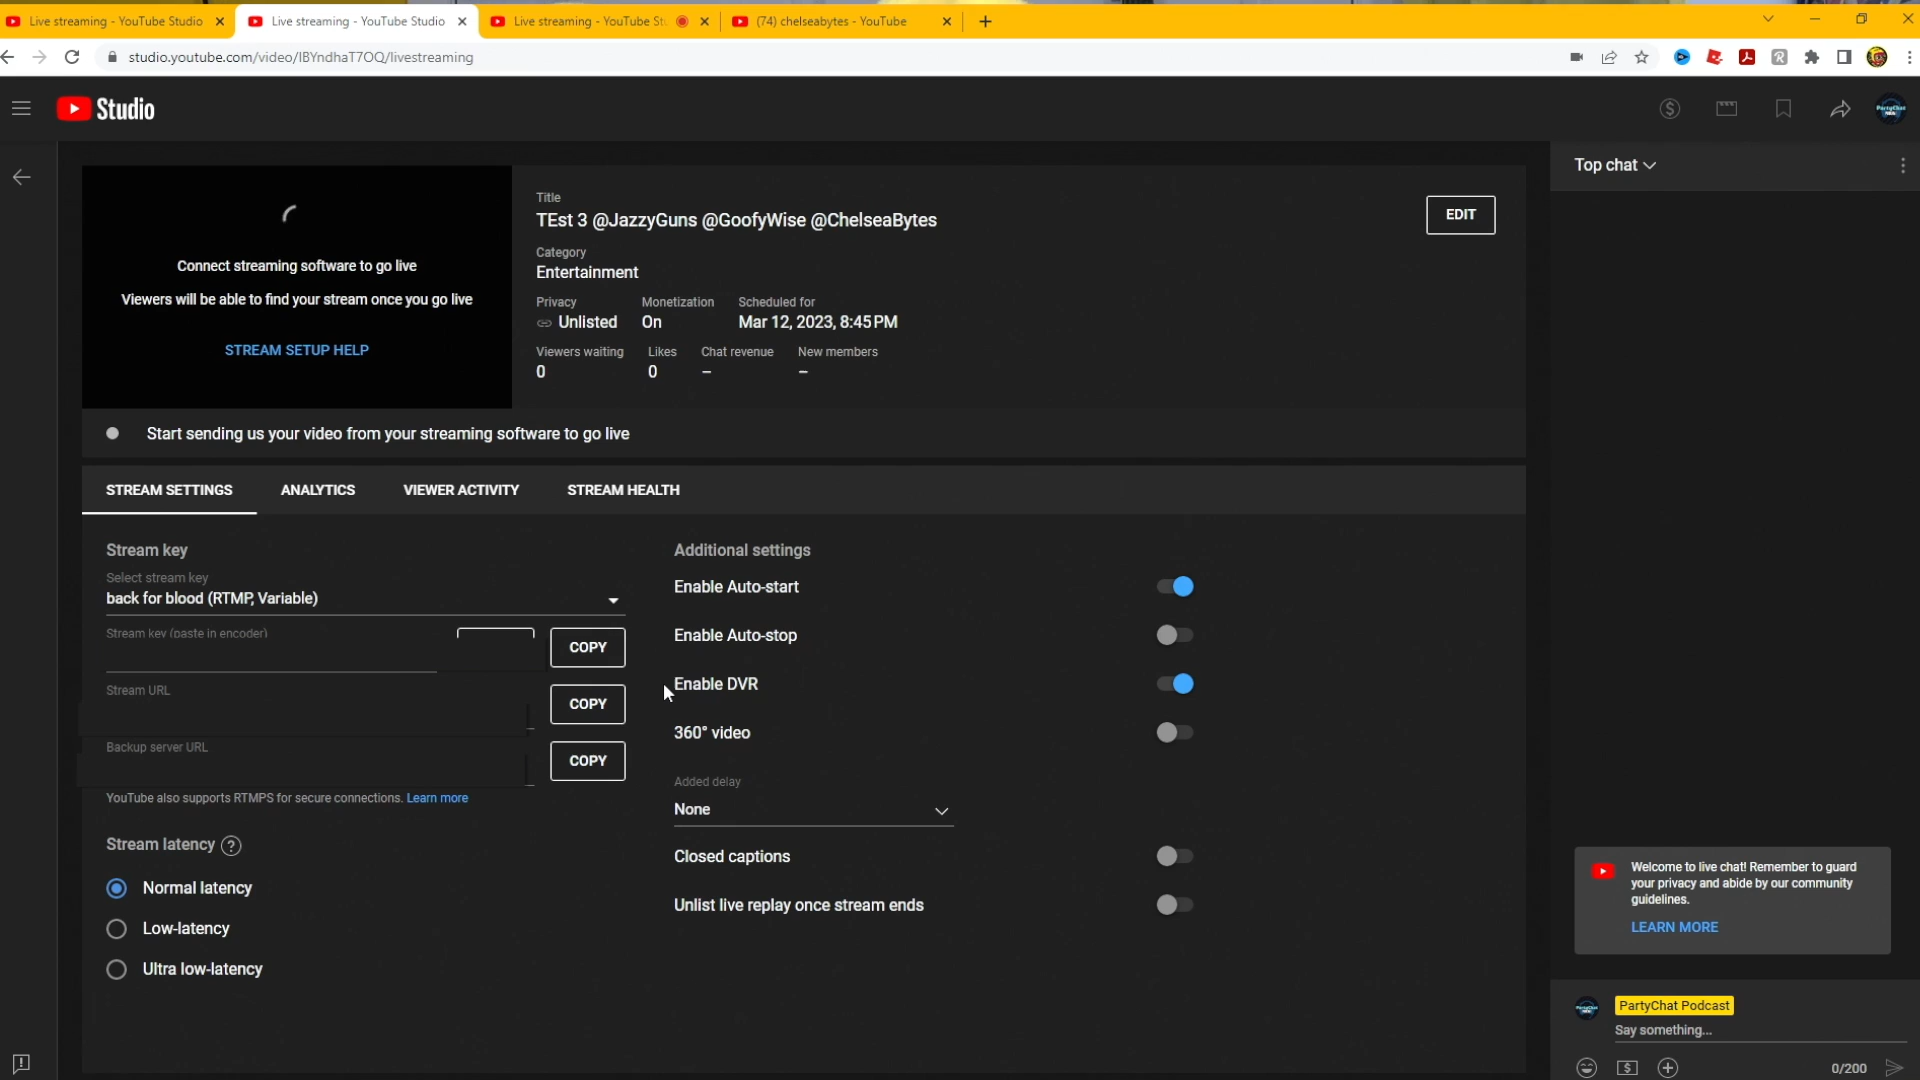 Live streaming - YouTube Studio
Live streaming - YouTube Studio
Live streaming - YouTube Stu
(74) chelseabytes - YouTube
studio.youtube.com/video/IBYndhaT7OQ/livestreaming
Studio
Top chat
Connect streaming software to go live
Viewers will be able to find your stream once you go live
STREAM SETUP HELP
Title
TEst 3 @JazzyGuns @GoofyWise @ChelseaBytes
EDIT
Category
Entertainment
Privacy Monetization Scheduled for
Unlisted On Mar 12, 2023, 8:45 PM
Viewers waiting Likes Chat revenue New members
0 0 – –
Start sending us your video from your streaming software to go live
STREAM SETTINGS ANALYTICS VIEWER ACTIVITY STREAM HEALTH
Stream key
Select stream key
back for blood (RTMP, Variable)
Stream key (paste in encoder)
COPY
Stream URL
COPY
Backup server URL
COPY
YouTube also supports RTMPS for secure connections. Learn more
Stream latency ?
Normal latency
Low-latency
Ultra low-latency
Additional settings
Enable Auto-start
Enable Auto-stop
Enable DVR
360° video
Added delay
None
Closed captions
Unlist live replay once stream ends
Welcome to live chat! Remember to guard
your privacy and abide by our community
guidelines.
LEARN MORE
PartyChat Podcast
Say something...
0/200